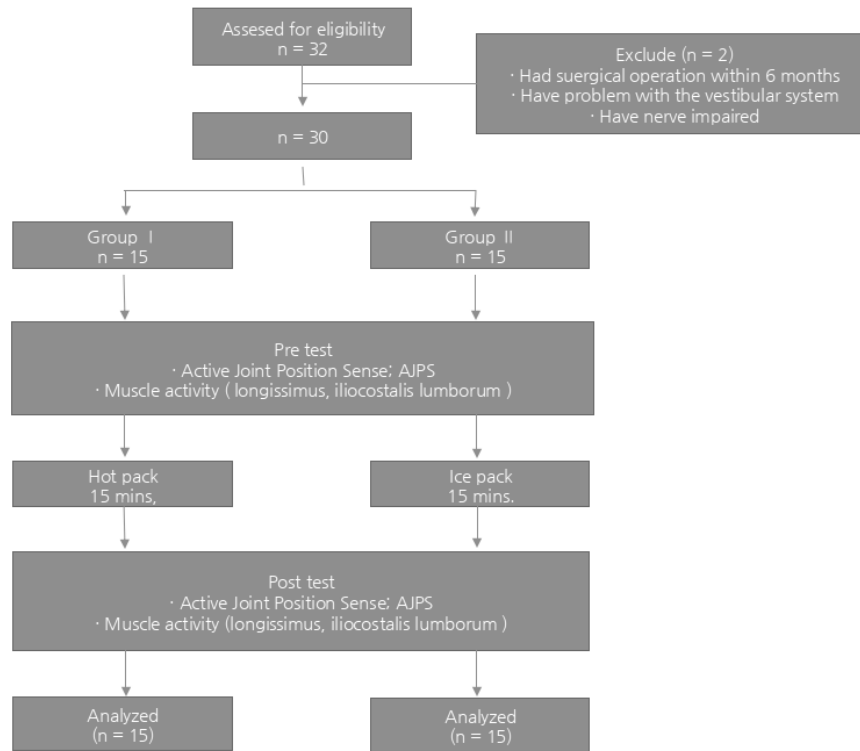 Assesed for eligibility
n = 32
Exclude (n = 2)
· Had suergical operation within 6 months
· Have problem with the vestibular system
· Have nerve impaired
n = 30
Group I
n = 15
Group II
n = 15
Pre test
· Active Joint Position Sense; AJPS
· Muscle activity ( longissimus, iliocostalis lumborum )
Hot pack
15 mins,
Ice pack
15 mins.
Post test
· Active Joint Position Sense; AJPS
· Muscle activity (longissimus, iliocostalis lumborum )
Analyzed
(n = 15)
Analyzed
(n = 15)